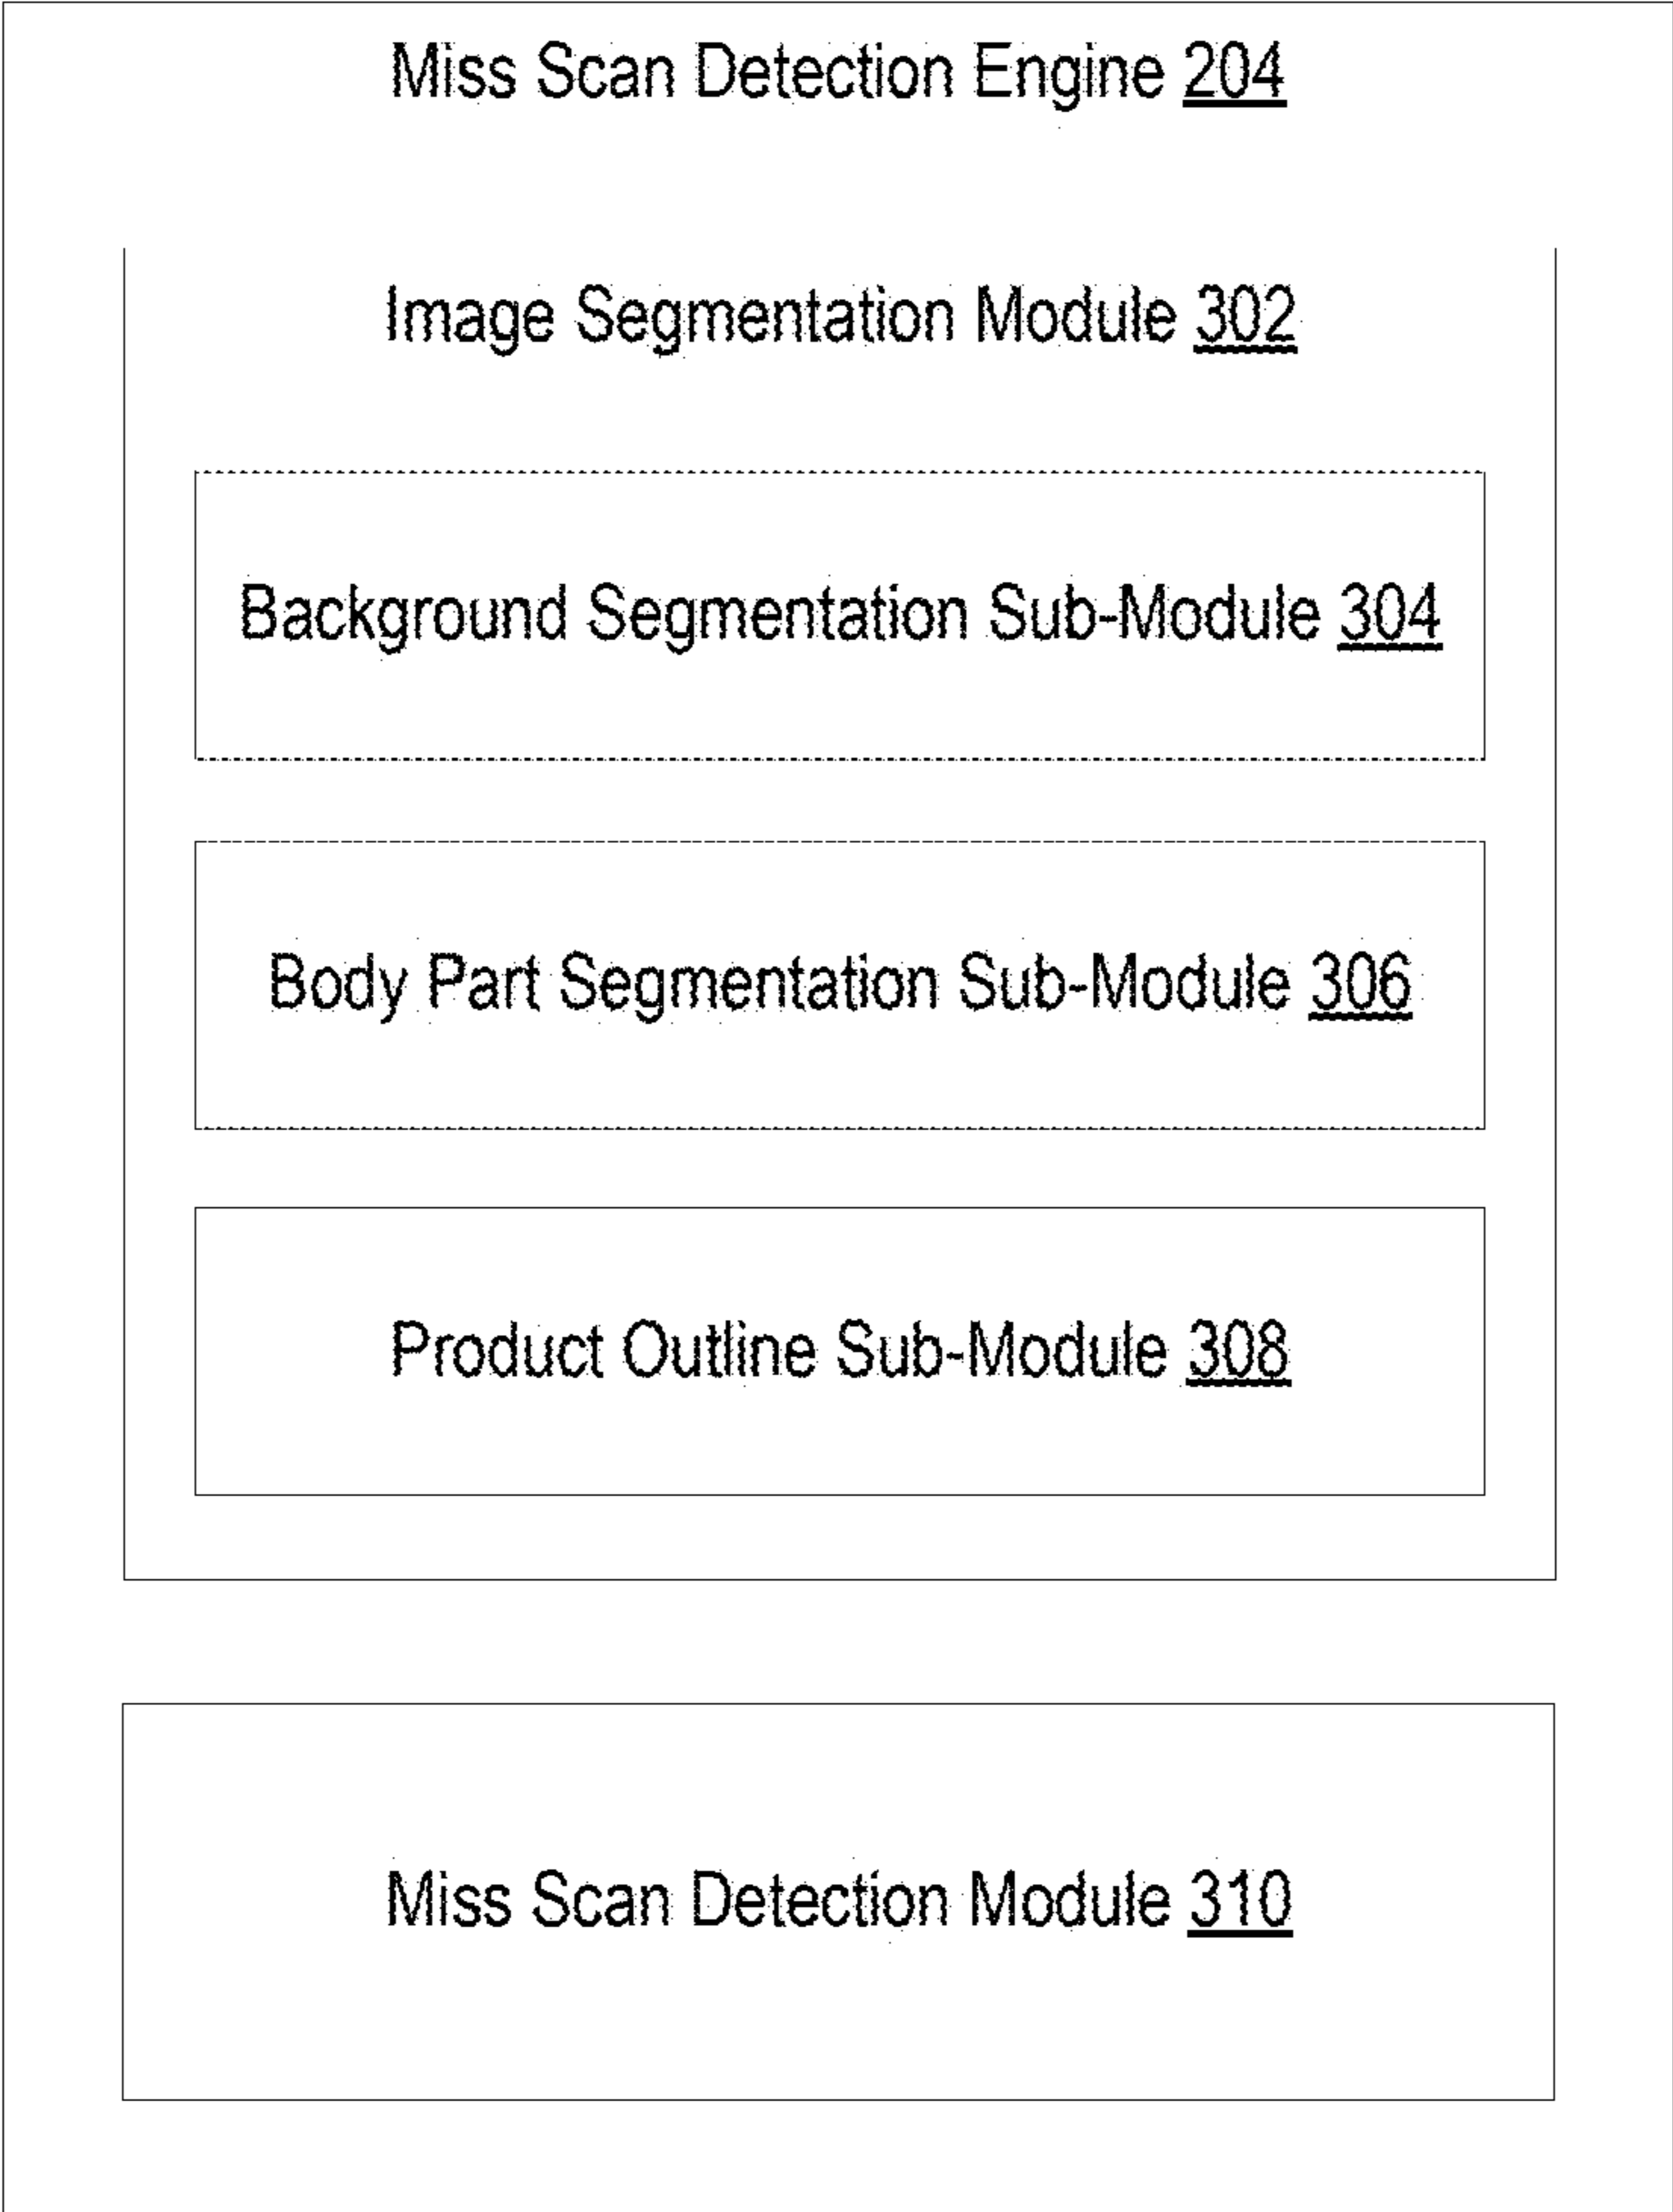 Miss Scan Detection Engine 204
Image Segmentation Module 302
Background Segmentation Sub-Module 304
Body Part Segmentation Sub-Module 306
Product Outline Sub-Module 308
Miss Scan Detection Module 310